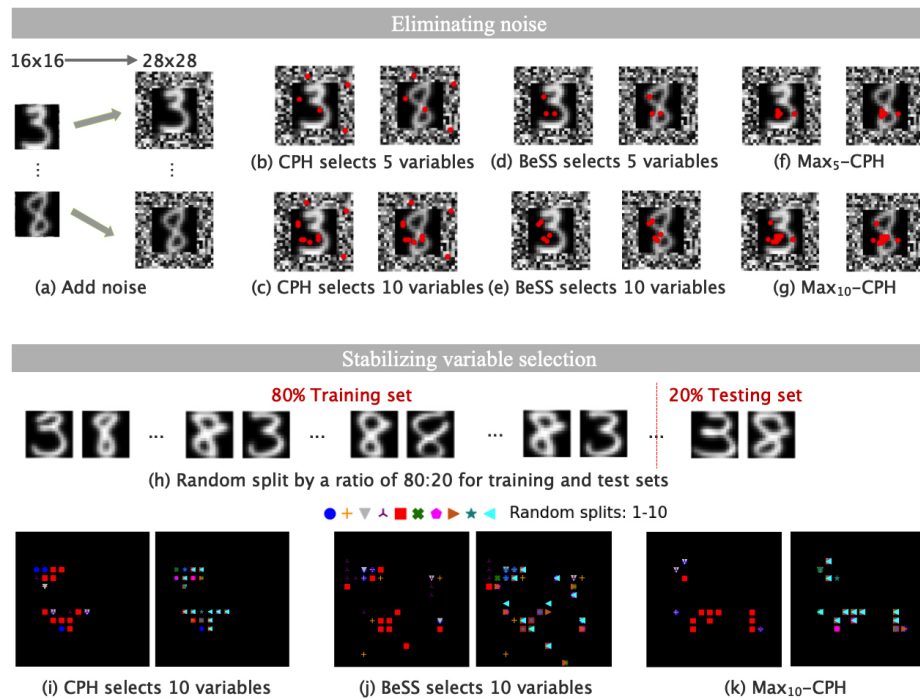 Eliminating noise
16x16 28x28
(b) CPH selects 5 variables (d) BeSS selects 5 variables (f) Max₅-CPH
(a) Add noise (c) CPH selects 10 variables (e) BeSS selects 10 variables (g) Max₁₀-CPH
Stabilizing variable selection
80% Training set 20% Testing set
(h) Random split by a ratio of 80:20 for training and test sets
Random splits: 1-10
(i) CPH selects 10 variables (j) BeSS selects 10 variables (k) Max₁₀-CPH